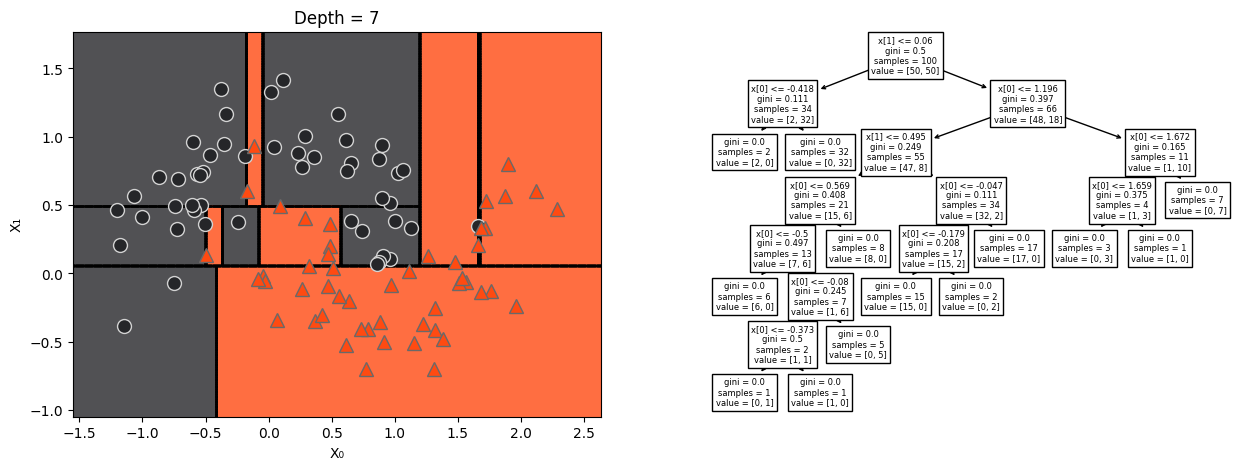 Depth = 7
X₁
1.5
1.0
0.5
0.0
−0.5
−1.0
−1.5
−1.0
−0.5
0.0
0.5
1.0
1.5
2.0
2.5
X₀
x[1] <= 0.06
gini = 0.5
samples = 100
value = [50, 50]
x[0] <= -0.418
gini = 0.111
samples = 34
value = [2, 32]
x[0] <= 1.196
gini = 0.397
samples = 66
value = [48, 18]
gini = 0.0
samples = 2
value = [2, 0]
gini = 0.0
samples = 32
value = [0, 32]
x[1] <= 0.495
gini = 0.249
samples = 55
value = [47, 8]
x[0] <= 1.672
gini = 0.165
samples = 11
value = [1, 10]
x[0] <= 0.569
gini = 0.408
samples = 21
value = [15, 6]
x[0] <= -0.047
gini = 0.111
samples = 34
value = [32, 2]
x[0] <= 1.659
gini = 0.375
samples = 4
value = [1, 3]
gini = 0.0
samples = 7
value = [0, 7]
x[0] <= -0.5
gini = 0.497
samples = 13
value = [7, 6]
gini = 0.0
samples = 8
value = [8, 0]
x[0] <= -0.179
gini = 0.208
samples = 17
value = [15, 2]
gini = 0.0
samples = 17
value = [17, 0]
gini = 0.0
samples = 3
value = [0, 3]
gini = 0.0
samples = 1
value = [1, 0]
gini = 0.0
samples = 6
value = [6, 0]
x[0] <= -0.08
gini = 0.245
samples = 7
value = [1, 6]
gini = 0.0
samples = 15
value = [15, 0]
gini = 0.0
samples = 2
value = [0, 2]
x[0] <= -0.373
gini = 0.5
samples = 2
value = [1, 1]
gini = 0.0
samples = 5
value = [0, 5]
gini = 0.0
samples = 1
value = [0, 1]
gini = 0.0
samples = 1
value = [1, 0]